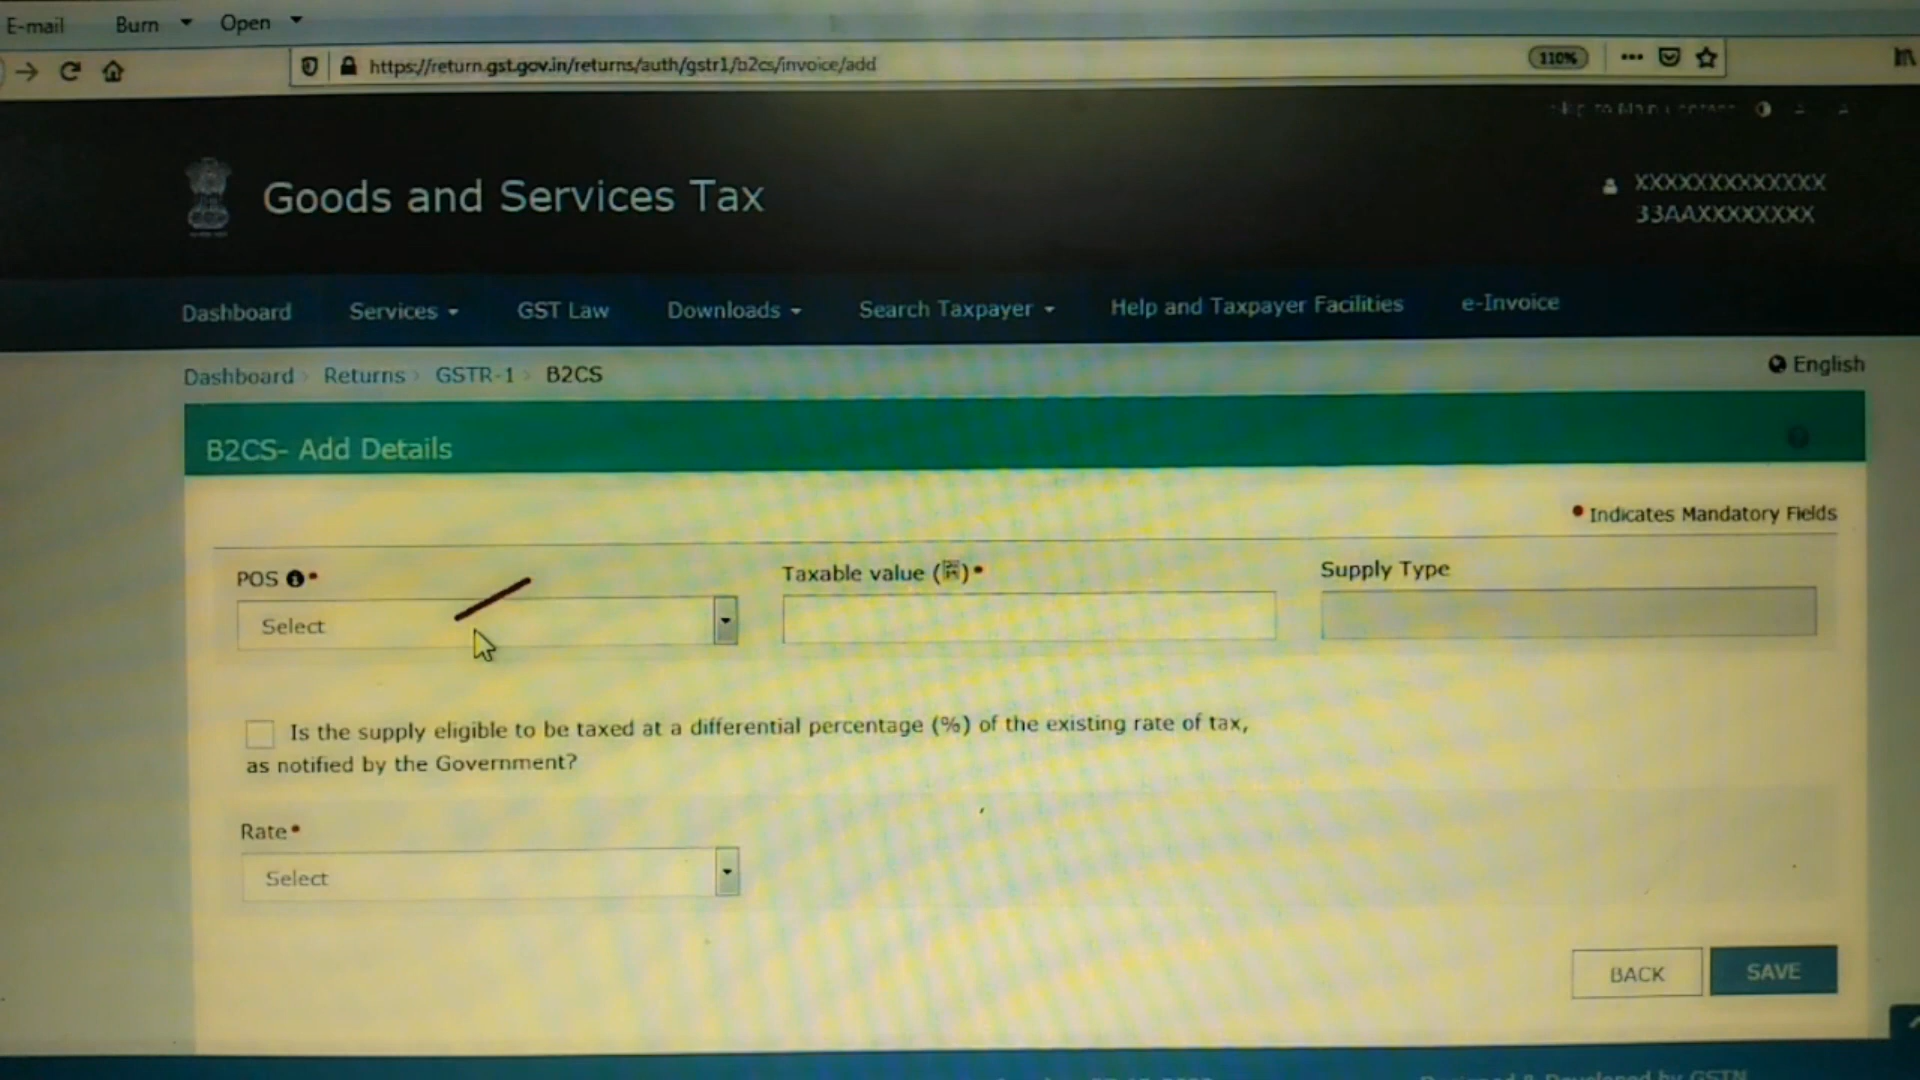 E-mail Burn Open
https://return.gst.gov.in/returns/auth/gstr1/b2cs/invoice/add 110%
Goods and Services Tax
XXXXXXXXXXXXX
33AAXXXXXXXX
Dashboard Services GST Law Downloads Search Taxpayer Help and Taxpayer Facilities e-Invoice
Dashboard Returns GSTR-1 B2CS English
B2CS- Add Details
• Indicates Mandatory Fields
POS • Taxable value (₹) • Supply Type
Select
Is the supply eligible to be taxed at a differential percentage (%) of the existing rate of tax,
as notified by the Government?
Rate •
Select
BACK SAVE
Designed & Developed by GSTN